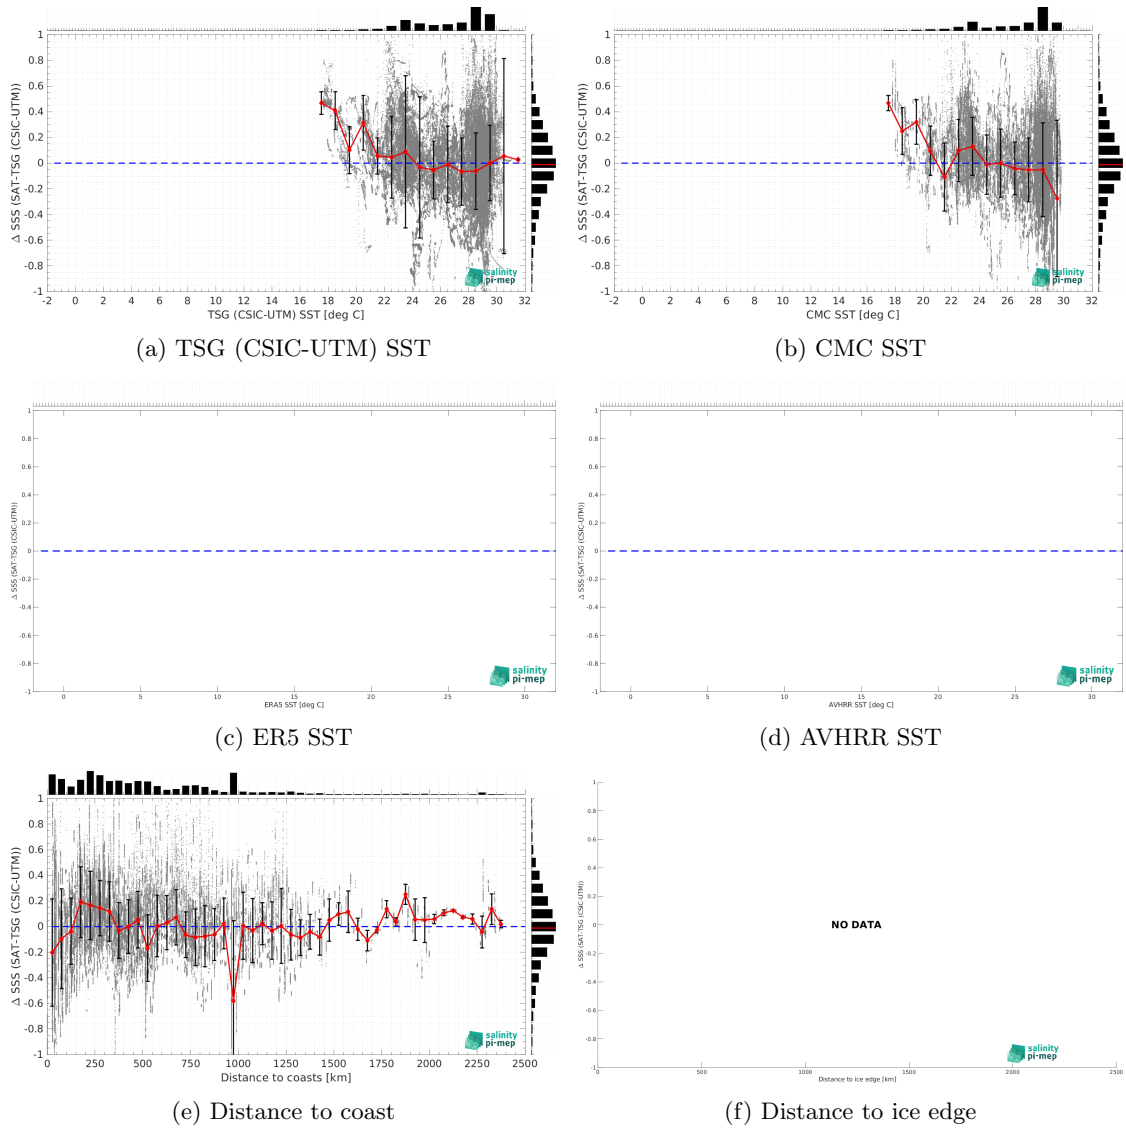 1
0.8
0.6
0.4
0.2
0
-0.2
-0.4
-0.6
-0.8
-1
Δ SSS (SAT-TSG (CSIC-UTM))
-2 0 2 4 6 8 10 12 14 16 18 20 22 24 26 28 30 32
TSG (CSIC-UTM) SST [deg C]
salinity
pi-mep
(a) TSG (CSIC-UTM) SST
1
0.8
0.6
0.4
0.2
0
-0.2
-0.4
-0.6
-0.8
-1
Δ SSS (SAT-TSG (CSIC-UTM))
-2 0 2 4 6 8 10 12 14 16 18 20 22 24 26 28 30 32
CMC SST [deg C]
salinity
pi-mep
(b) CMC SST
1
0.8
0.6
0.4
0.2
0
-0.2
-0.4
-0.6
-0.8
-1
Δ SSS (SAT-TSG (CSIC-UTM))
0 5 10 15 20 25 30
ERA5 SST [deg C]
salinity
pi-mep
(c) ER5 SST
1
0.8
0.6
0.4
0.2
0
-0.2
-0.4
-0.6
-0.8
-1
Δ SSS (SAT-TSG (CSIC-UTM))
0 5 10 15 20 25 30
AVHRR SST [deg C]
salinity
pi-mep
(d) AVHRR SST
1
0.8
0.6
0.4
0.2
0
-0.2
-0.4
-0.6
-0.8
-1
Δ SSS (SAT-TSG (CSIC-UTM))
0 250 500 750 1000 1250 1500 1750 2000 2250 2500
Distance to coasts [km]
salinity
pi-mep
(e) Distance to coast
1
0.8
0.6
0.4
0.2
0
-0.2
-0.4
-0.6
-0.8
-1
Δ SSS (SAT-TSG (CSIC-UTM))
NO DATA
0 500 1000 1500 2000 2500
Distance to ice edge [km]
salinity
pi-mep
(f) Distance to ice edge